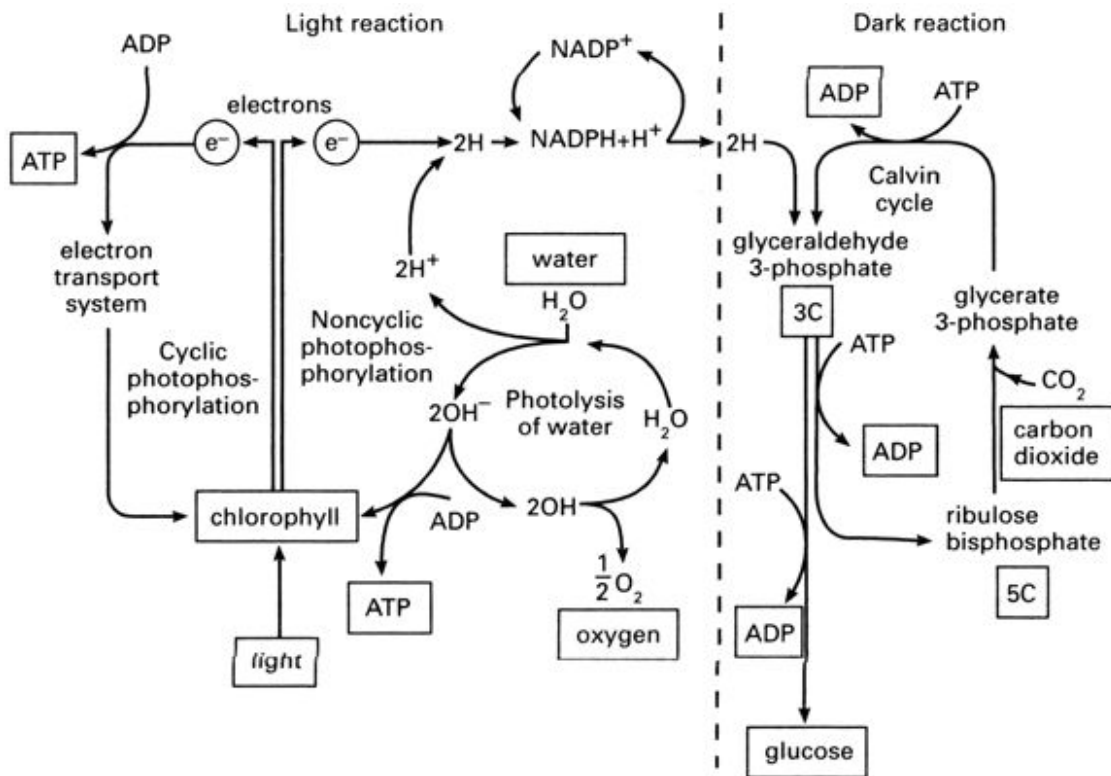 Light reaction
Dark reaction
ADP
NADP+
ADP
ATP
electrons
e–
e–
2H
NADPH+H+
2H
ATP
Calvin
cycle
electron
transport
system
2H+
water
H2O
glyceraldehyde
3-phosphate
3C
glycerate
3-phosphate
Cyclic
photophos-
phorylation
Noncyclic
photophos-
phorylation
ATP
CO2
carbon
dioxide
2OH–
Photolysis
of water
H2O
ADP
ATP
chlorophyll
ADP
2OH
ribulose
bisphosphate
5C
ATP
1/2 O2
oxygen
ADP
light
glucose